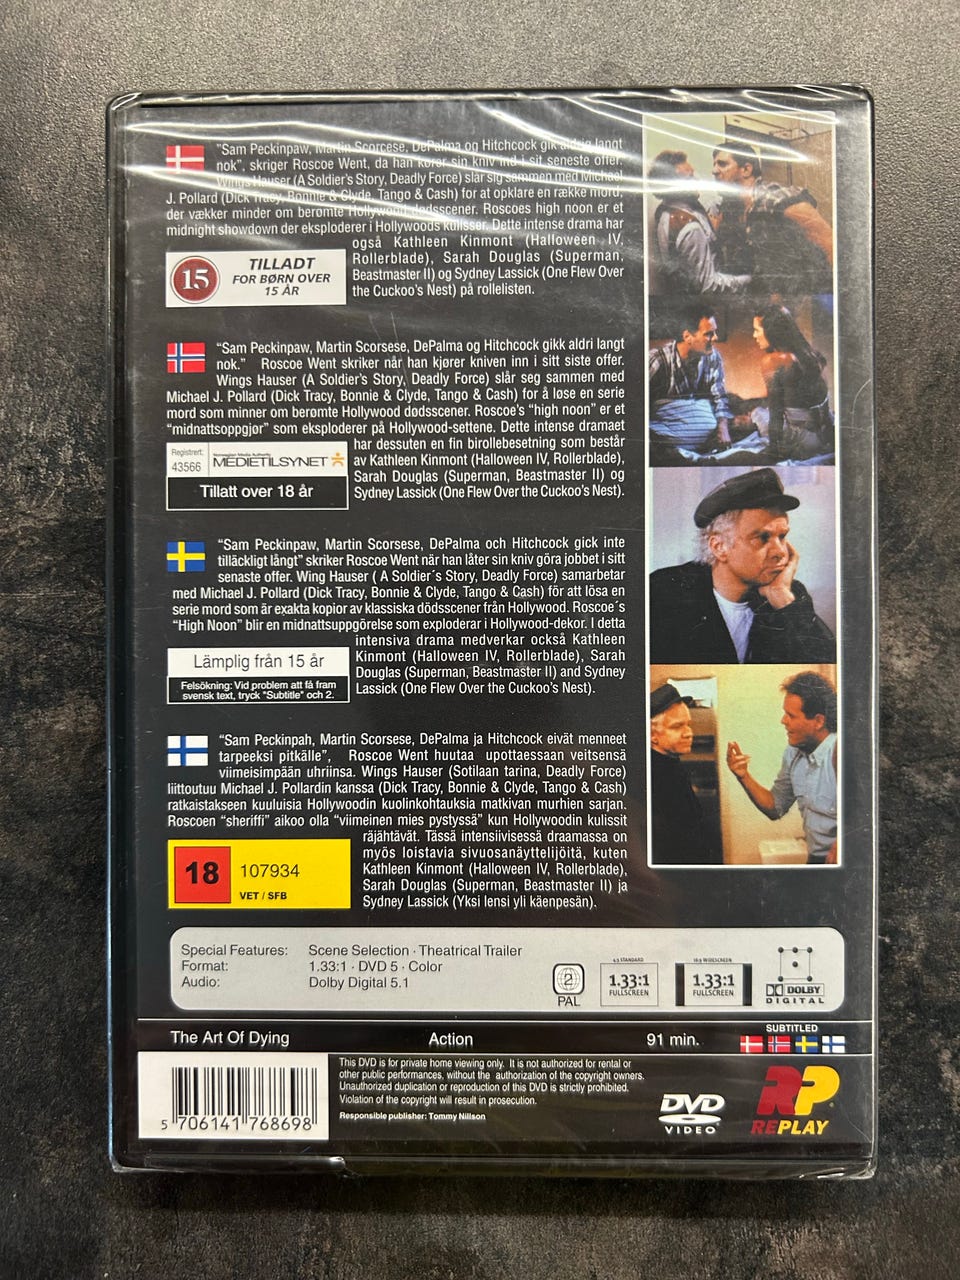 "Sam Peckinpaw, Martin Scorcese, DePalma og Hitchcock gik aldrig langt
nok", skriger Roscoe Went, da han kører sin kniv ind i sit seneste offer.
Wings Hauser (A Soldier's Story, Deadly Force) slår sig sammen med Michael
J. Pollard (Dick Tracy, Bonnie & Clyde, Tango & Cash) for at opklare en række mord,
der vækker minder om berømte Hollywood dødsscener. Roscoes high noon er et
midnight showdown der eksploderer i Hollywoods kulisser. Dette intense drama har
også Kathleen Kinmont (Halloween IV,
Rollerblade), Sarah Douglas (Superman,
Beastmaster II) og Sydney Lassick (One Flew Over
the Cuckoo's Nest) på rollelisten.
15
TILLADT
FOR BØRN OVER
15 ÅR
"Sam Peckinpaw, Martin Scorsese, DePalma og Hitchcock gikk aldri langt
nok." Roscoe Went skriker når han kjører kniven inn i sitt siste offer.
Wings Hauser (A Soldier's Story, Deadly Force) slår seg sammen med
Michael J. Pollard (Dick Tracy, Bonnie & Clyde, Tango & Cash) for å løse en serie
mord som minner om berømte Hollywood dødsscener. Roscoe's "high noon" er et
"midnattsoppgjør" som eksploderer på Hollywood-settene. Dette intense dramaet
har dessuten en fin birollebesetning som består
av Kathleen Kinmont (Halloween IV, Rollerblade),
Sarah Douglas (Superman, Beastmaster II) og
Sydney Lassick (One Flew Over the Cuckoo's Nest).
Registrert:
43566
Norwegian Media Authority
MEDIETILSYNET
Tillatt over 18 år
"Sam Peckinpaw, Martin Scorsese, DePalma och Hitchcock gick inte
tilläckligt långt" skriker Roscoe Went när han låter sin kniv göra jobbet i sitt
senaste offer. Wing Hauser ( A Soldier´s Story, Deadly Force) samarbetar
med Michael J. Pollard (Dick Tracy, Bonnie & Clyde, Tango & Cash) för att lösa en
serie mord som är exakta kopior av klassiska dödsscener från Hollywood. Roscoe´s
"High Noon" blir en midnattsuppgörelse som exploderar i Hollywood-dekor. I detta
intensiva drama medverkar också Kathleen
Kinmont (Halloween IV, Rollerblade), Sarah
Douglas (Superman, Beastmaster II) and Sydney
Lassick (One Flew Over the Cuckoo's Nest).
Lämplig från 15 år
Felsökning: Vid problem att få fram
svensk text, tryck "Subtitle" och 2.
"Sam Peckinpah, Martin Scorsese, DePalma ja Hitchcock eivät menneet
tarpeeksi pitkälle", Roscoe Went huutaa upottaessaan veitsensä
viimeisimpään uhriinsa. Wings Hauser (Sotilaan tarina, Deadly Force)
liittoutuu Michael J. Pollardin kanssa (Dick Tracy, Bonnie & Clyde, Tango & Cash)
ratkaistakseen kuuluisia Hollywoodin kuolinkohtauksia matkivan murhien sarjan.
Roscoen "sheriffi" aikoo olla "viimeinen mies pystyssä" kun Hollywoodin kulissit
räjähtävät. Tässä intensiivisessä draamassa on
myös loistavia sivuosanäyttelijöitä, kuten
Kathleen Kinmont (Halloween IV, Rollerblade),
Sarah Douglas (Superman, Beastmaster II) ja
Sydney Lassick (Yksi lensi yli käenpesän).
18
107934
VET / SFB
Special Features: Scene Selection · Theatrical Trailer
Format: 1.33:1 · DVD 5 · Color
Audio: Dolby Digital 5.1
2
PAL
4:3 STANDARD
1.33:1
FULLSCREEN
16:9 WIDESCREEN
1.33:1
FULLSCREEN
DOLBY
DIGITAL
The Art Of Dying Action 91 min.
SUBTITLED
5 706141 768698
This DVD is for private home viewing only. It is not authorized for rental or
other public performances, without the authorization of the copyright owners.
Unauthorized duplication or reproduction of this DVD is strictly prohibited.
Violation of the copyright will result in prosecution.
Responsible publisher: Tommy Nillson
DVD
VIDEO
RP
REPLAY